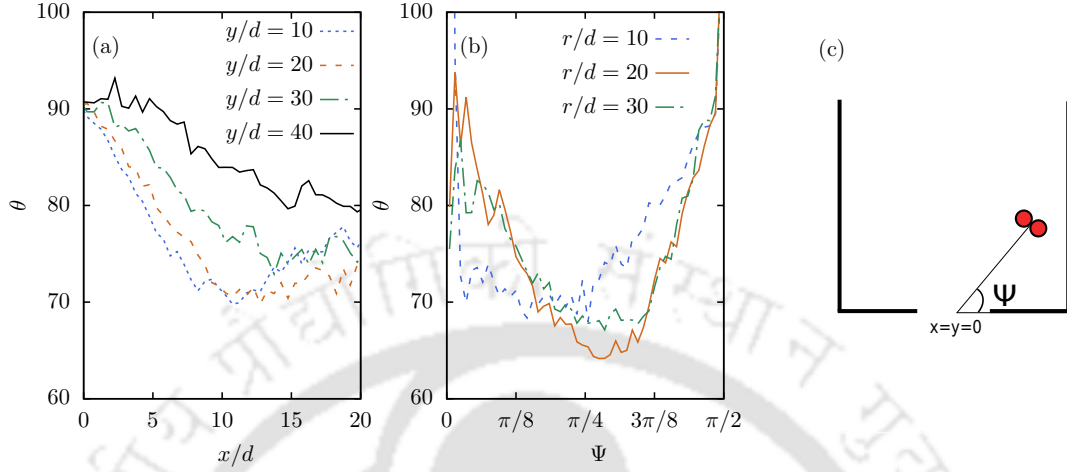 (a)
y/d = 10
y/d = 20
y/d = 30
y/d = 40
100
90
80
70
60
θ
0 5 10 15 20
x/d
(b)
r/d = 10
r/d = 20
r/d = 30
100
90
80
70
60
θ
0 π/8 π/4 3π/8 π/2
Ψ
(c)
Ψ
x=y=0